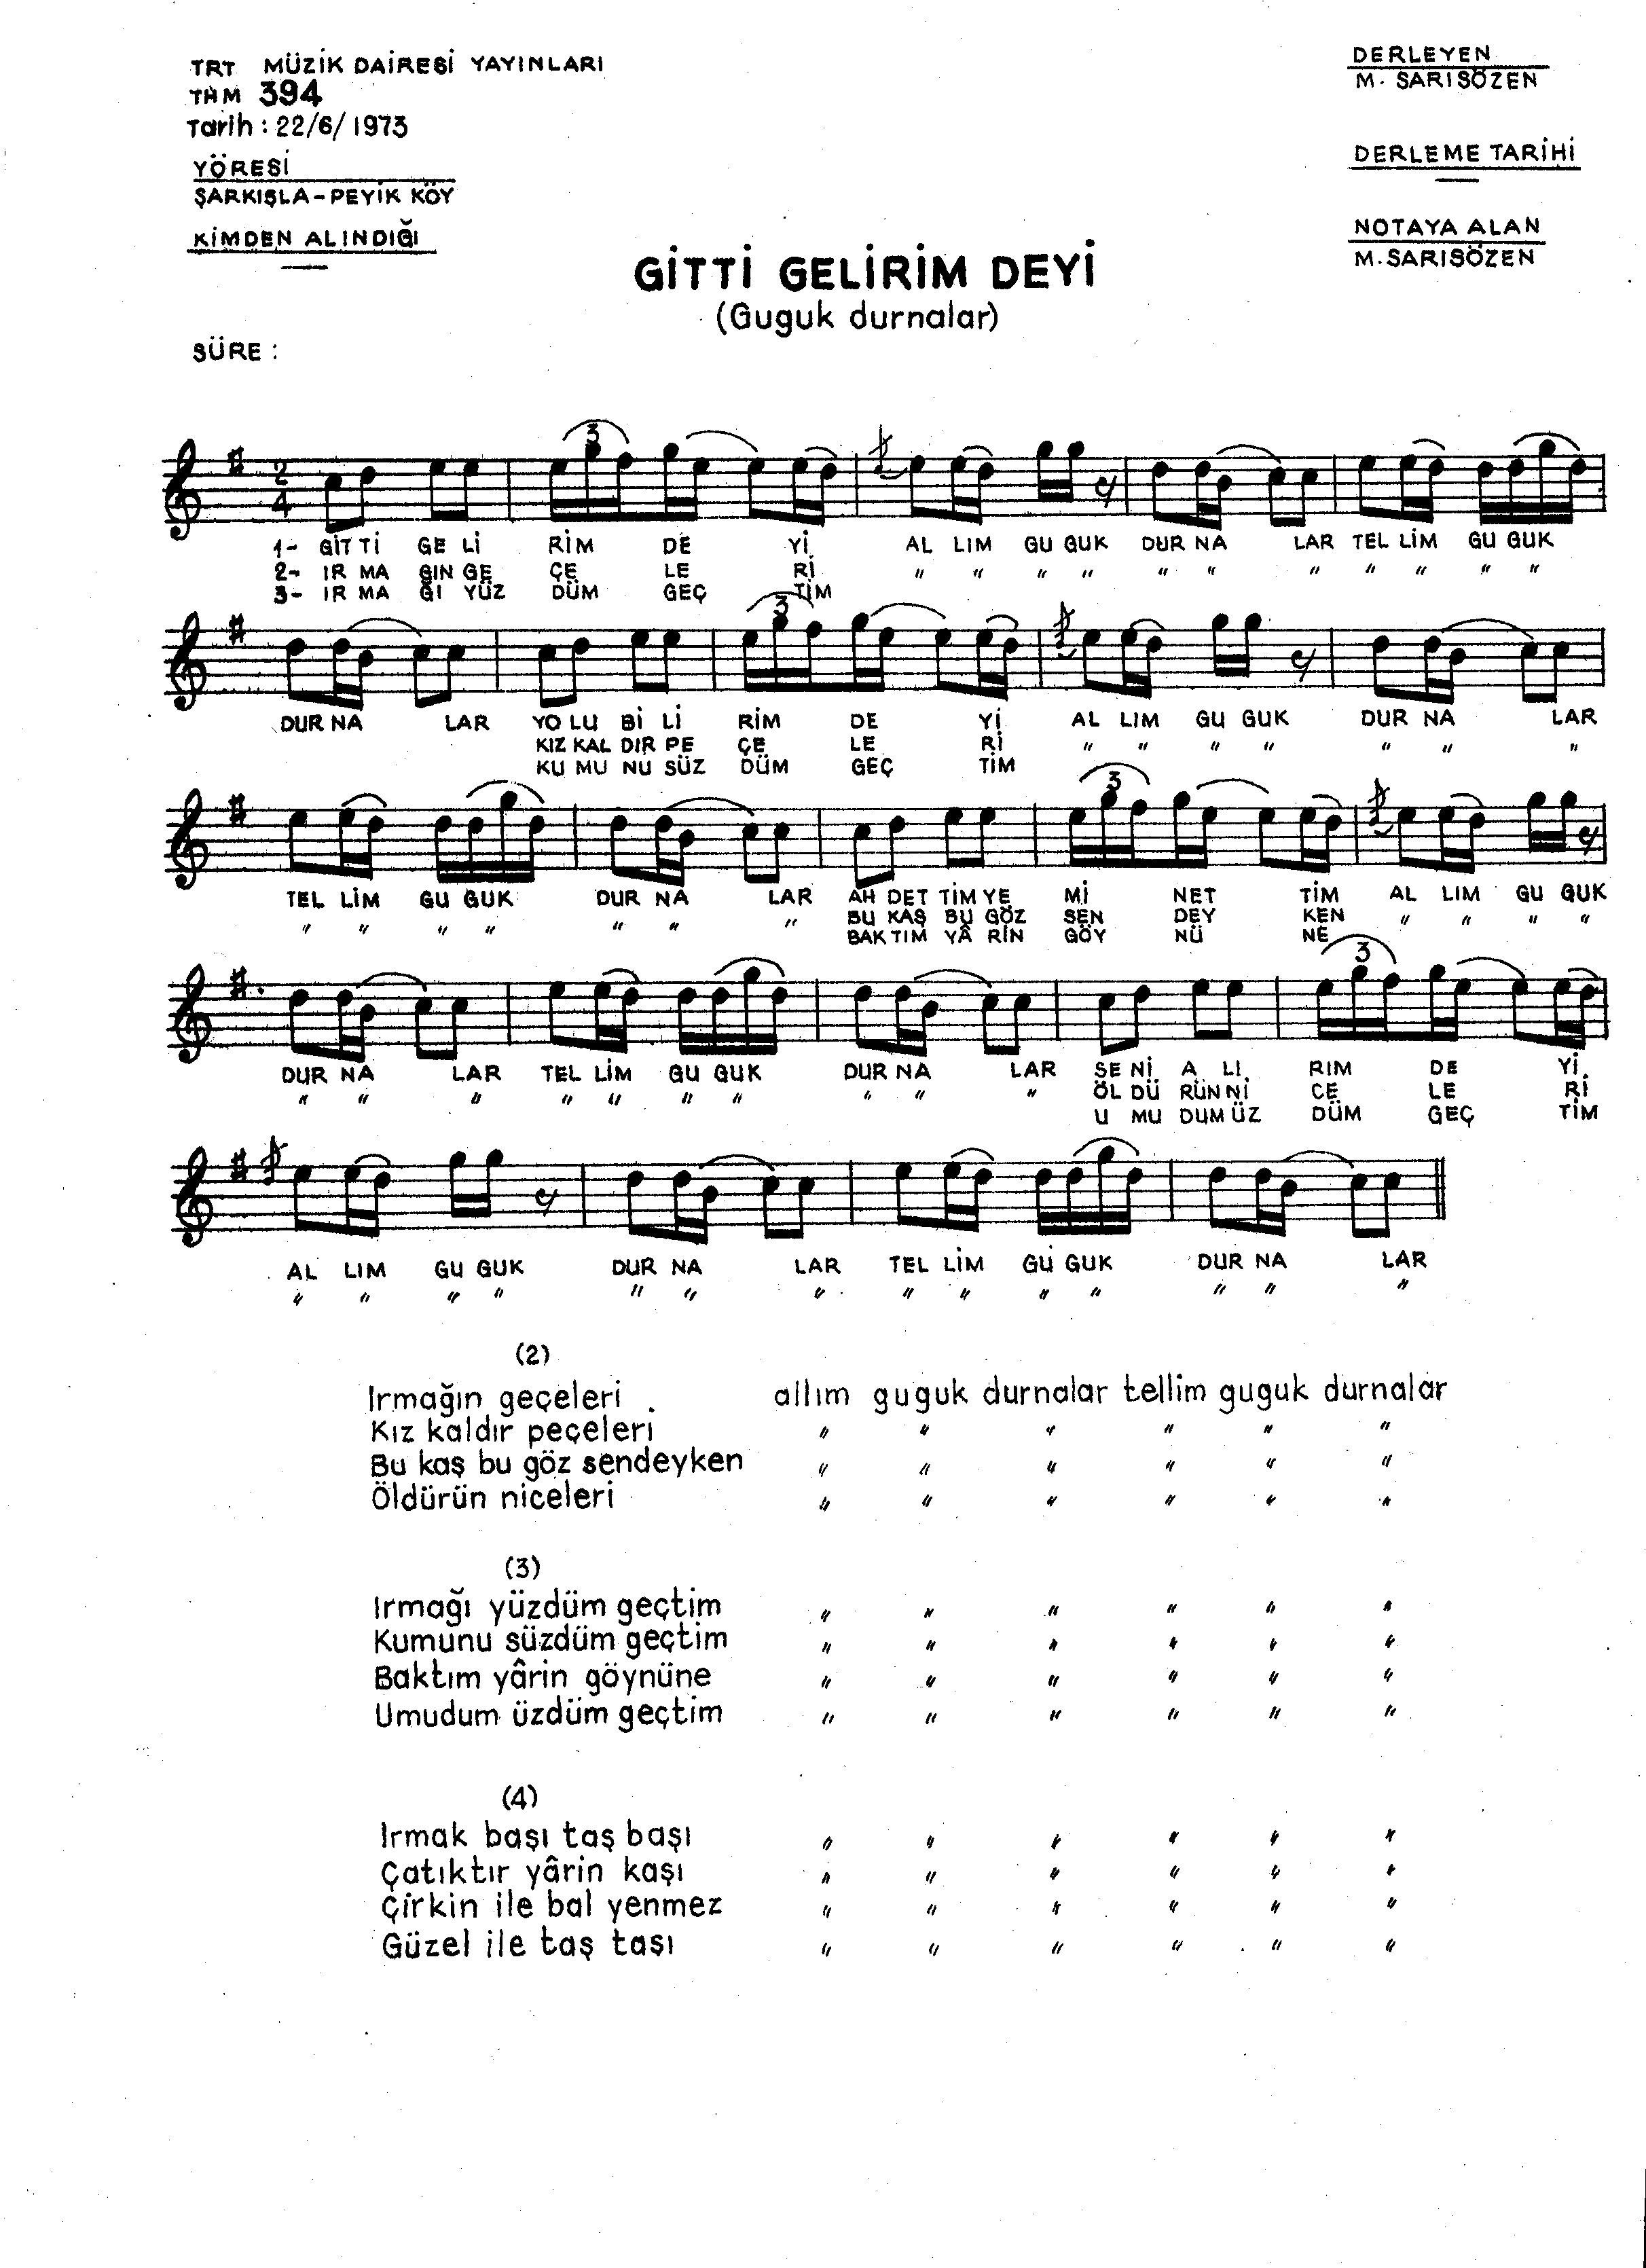 TRT MÜZİK DAİRESİ YAYINLARI
THM 394
Tarih : 22/6/1973
YÖRESİ
ŞARKIŞLA-PEYİK KÖY
KİMDEN ALINDIĞI
DERLEYEN
M. SARISÖZEN
DERLEME TARİHİ
NOTAYA ALAN
M. SARISÖZEN
GİTTİ GELİRİM DEYİ
(Guguk durnalar)
SÜRE :
3
2
4
1- GİT Tİ GE Lİ RİM DE Yİ AL LIM GU GUK DUR NA LAR TEL LİM GU GUK
2- IR MA ĞIN GE ÇE LE Rİ " " " " " " " " " " "
3- IR MA ĞI YÜZ DÜM GEÇ TİM
3
DUR NA LAR YO LU Bİ Lİ RİM DE Yİ AL LIM GU GUK DUR NA LAR
KIZ KAL DIR PE ÇE LE Rİ " " " " " " "
KU MU NU SÜZ DÜM GEÇ TİM
3
TEL LİM GU GUK DUR NA LAR AH DET TİM YE Mİ NET TİM AL LIM GU GUK
" " " " " " " BU KAŞ BU GÖZ SEN DEY KEN " " " "
BAK TIM YÂ RİN GÖY NÜ NE
3
DUR NA LAR TEL LİM GU GUK DUR NA LAR SE Nİ A LI RIM DE Yİ
" " " " " " " " " " ÖL DÜ RÜN Nİ CE LE Rİ
U MU DUM ÜZ DÜM GEÇ TİM
AL LIM GU GUK DUR NA LAR TEL LİM GU GUK DUR NA LAR
" " " " " " " " " " " " " "
(2)
Irmağın geçeleri allım guguk durnalar tellim guguk durnalar
Kız kaldır peçeleri " " " " " "
Bu kaş bu göz sendeyken " " " " " "
Öldürün niceleri " " " " " "
(3)
Irmağı yüzdüm geçtim " " " " " "
Kumunu süzdüm geçtim " " " " " "
Baktım yârin göynüne " " " " " "
Umudum üzdüm geçtim " " " " " "
(4)
Irmak başı taş başı " " " " " "
Çatıktır yârin kaşı " " " " " "
Çirkin ile bal yenmez " " " " " "
Güzel ile taş taşı " " " " " "